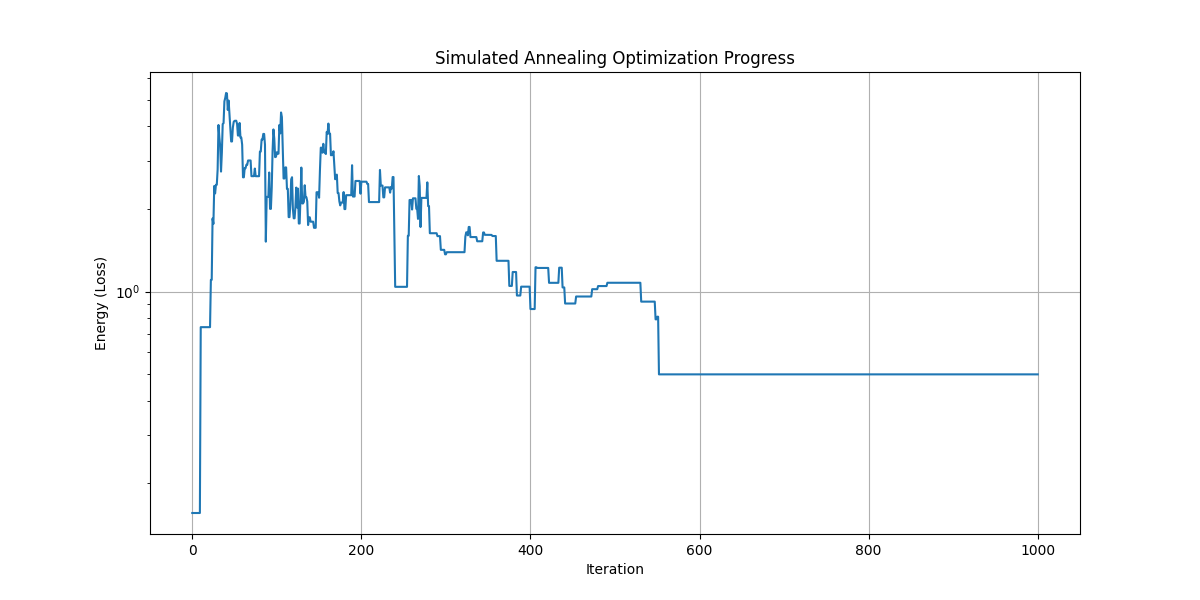 Simulated Annealing Optimization Progress
Energy (Loss)
10⁰
0 200 400 600 800 1000
Iteration